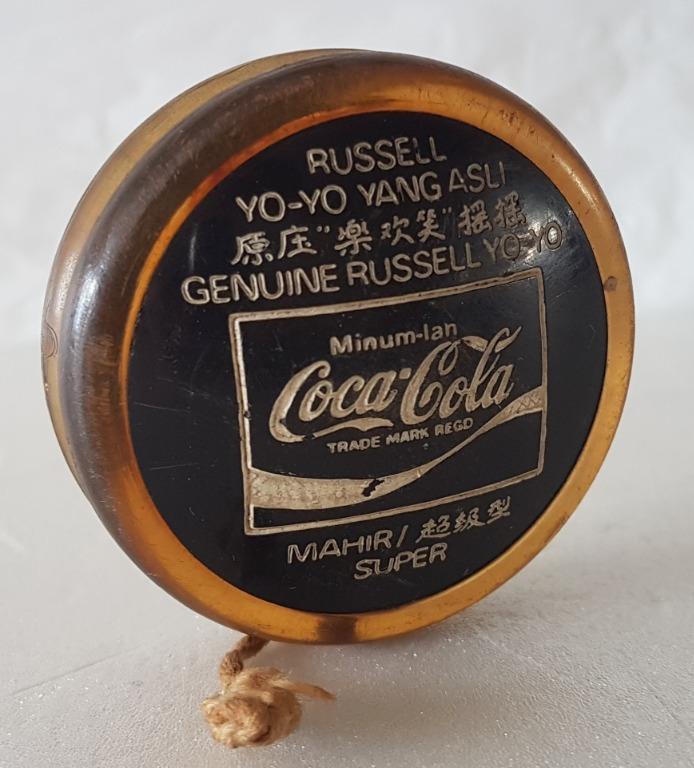 RUSSELL
YO-YO YANG ASLI
原庄"楽欢笑"摇摇
GENUINE RUSSELL YO-YO
Minum-lah
Coca-Cola
TRADE MARK REGD
MAHIR/超级型
SUPER